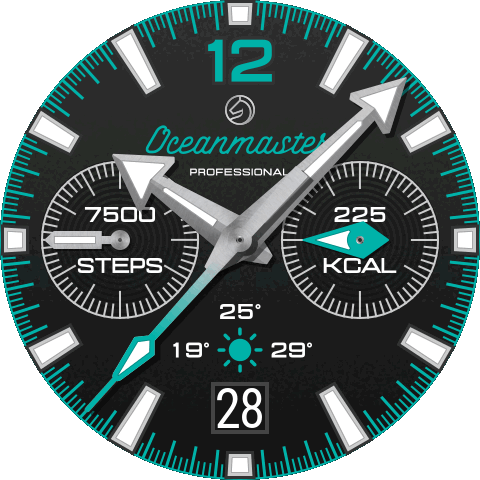 12
Oceanmaster
PROFESSIONAL
7500
STEPS
225
KCAL
25°
19° 29°
28